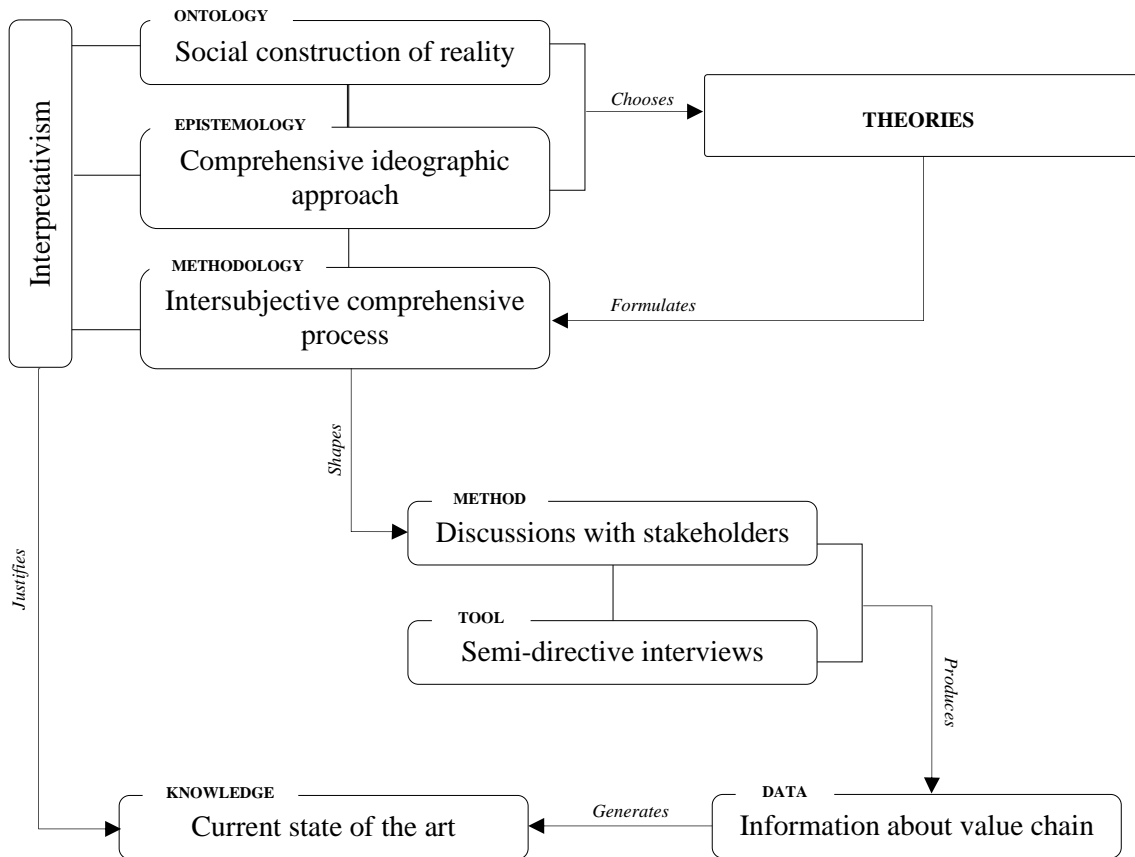 ONTOLOGY
Social construction of reality
Interpretativism
EPISTEMOLOGY
Comprehensive ideographic
approach
Chooses
THEORIES
METHODOLOGY
Intersubjective comprehensive
process
Formulates
Shapes
METHOD
Discussions with stakeholders
TOOL
Semi-directive interviews
Justifies
Produces
KNOWLEDGE
Current state of the art
Generates
DATA
Information about value chain